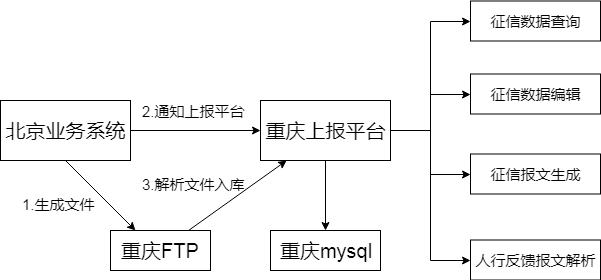 征信数据查询
征信数据编辑
2.通知上报平台
北京业务系统
重庆上报平台
3.解析文件入库
征信报文生成
1.生成文件
重庆FTP
重庆mysql
人行反馈报文解析